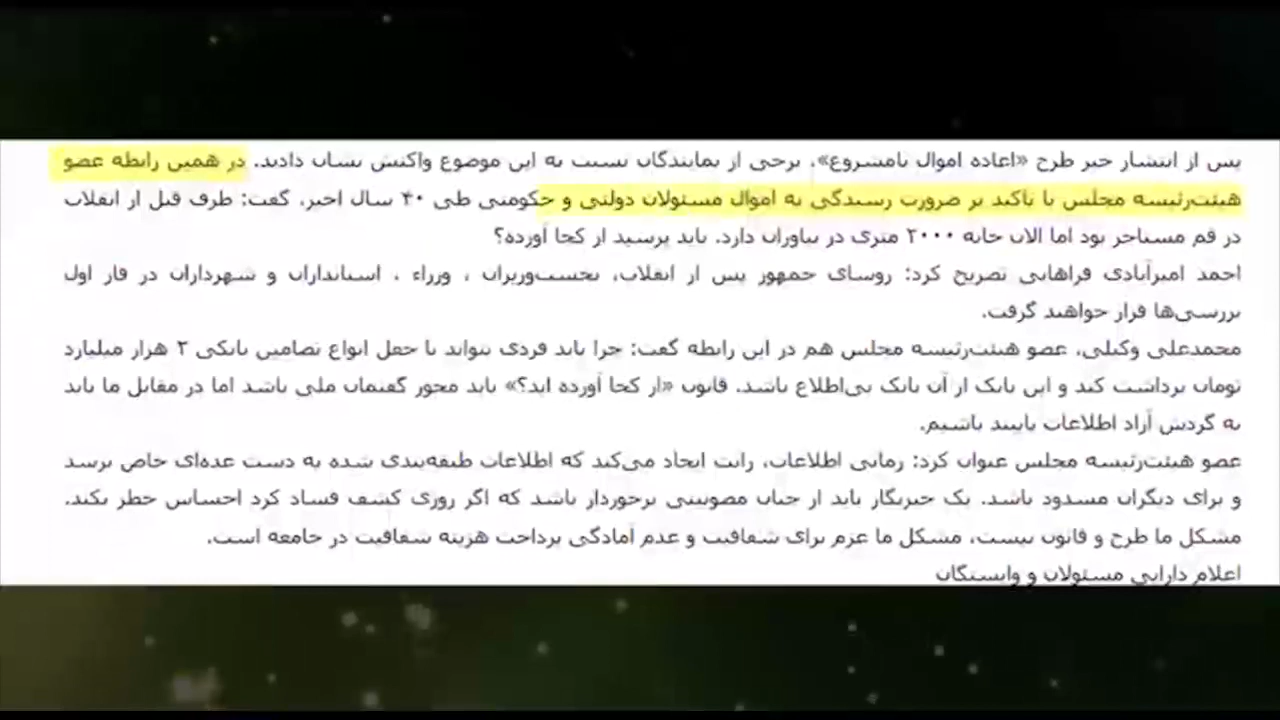 پس از انتشار خبر طرح «اعاده اموال نامشروع»، برخی از نمایندگان نسبت به این موضوع واکنش نشان دادند. در همین رابطه عضو
هیئت‌رئیسه مجلس با تاکید بر ضرورت رسیدگی به اموال مسئولان دولتی و حکومتی طی ۴۰ سال اخیر، گفت: طرف قبل از انقلاب
در قم مستاجر بود اما الان خانه ۲۰۰۰ متری در نیاوران دارد. باید پرسید از کجا آورده؟
احمد امیرآبادی فراهانی تصریح کرد: روسای جمهور پس از انقلاب، نخست‌وزیران ، وزراء ، استانداران و شهرداران در فاز اول
بررسی‌ها قرار خواهند گرفت.
محمدعلی وکیلی، عضو هیئت‌رئیسه مجلس هم در این رابطه گفت: چرا باید فردی بتواند با جعل انواع تضامین بانکی ۲ هزار میلیارد
تومان برداشت کند و این بانک از آن بانک بی‌اطلاع باشد. قانون «از کجا آورده اید؟» باید محور گفتمان ملی باشد اما در مقابل ما باید
به گردش آزاد اطلاعات پایبند باشیم.
عضو هیئت‌رئیسه مجلس عنوان کرد: زمانی اطلاعات، رانت ایجاد می‌کند که اطلاعات طبقه‌بندی شده به دست عده‌ای خاص برسد
و برای دیگران مسدود باشد. یک خبرنگار باید از چنان مصونیتی برخوردار باشد که اگر روزی کشف فساد کرد احساس خطر نکند.
مشکل ما طرح و قانون نیست، مشکل ما عزم برای شفافیت و عدم آمادگی پرداخت هزینه شفافیت در جامعه است.
اعلام دارایی مسئولان و وابستگان